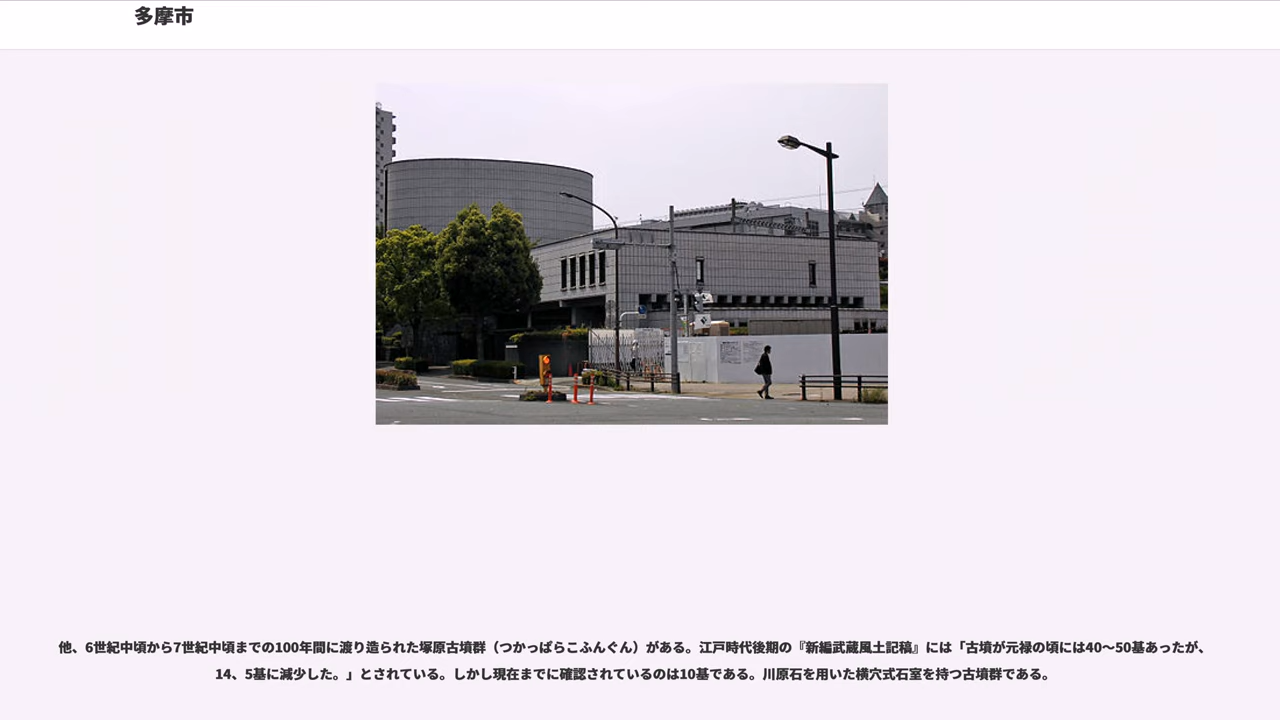 多摩市
他、6世紀中頃から7世紀中頃までの100年間に渡り造られた塚原古墳群（つかっぱらこふんぐん）がある。江戸時代後期の『新編武蔵風土記稿』には「古墳が元禄の頃には40〜50基あったが、
14、5基に減少した。」とされている。しかし現在までに確認されているのは10基である。川原石を用いた横穴式石室を持つ古墳群である。